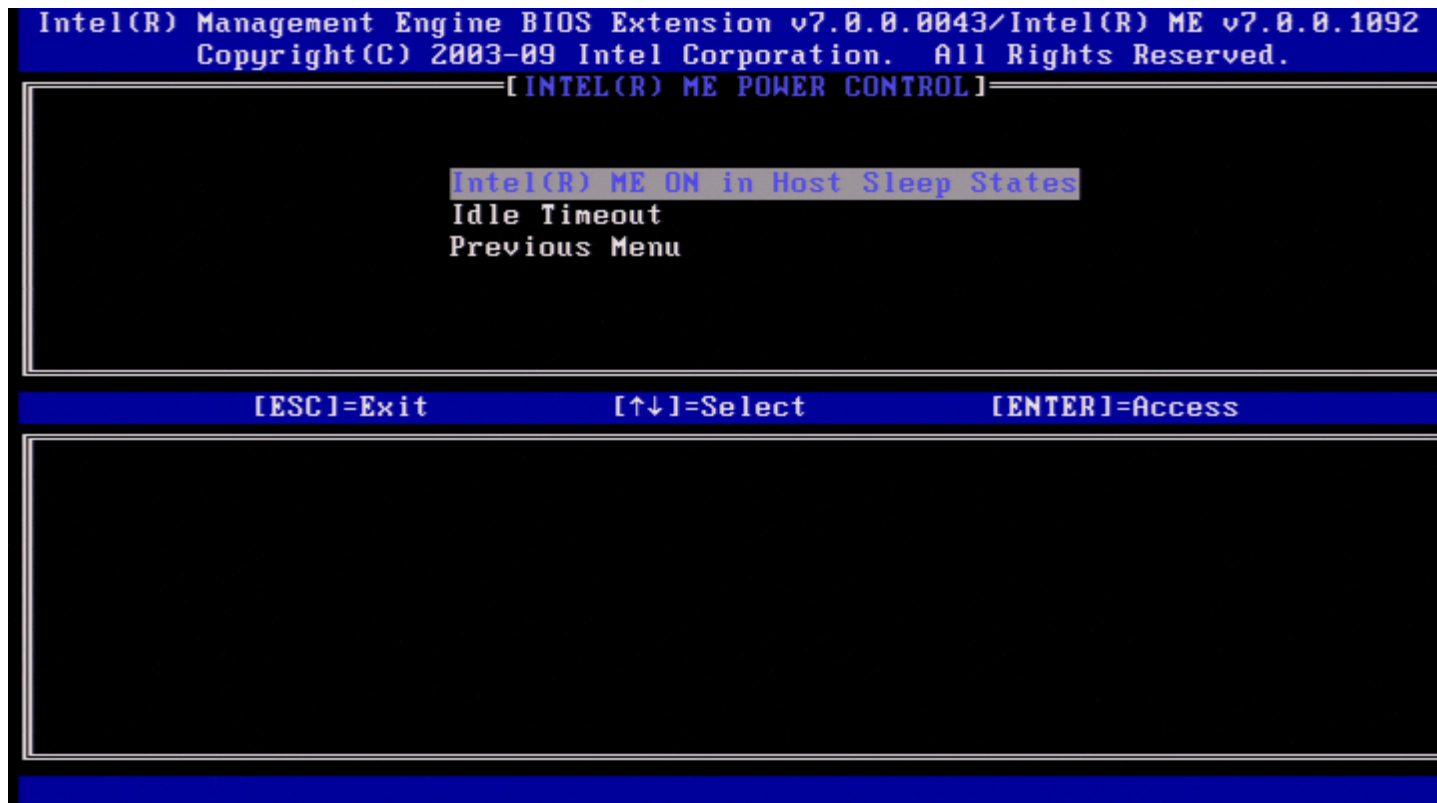 Intel(R) Management Engine BIOS Extension v7.0.0.0043/Intel(R) ME v7.0.0.1092
Copyright(C) 2003-09 Intel Corporation.  All Rights Reserved.
[INTEL(R) ME POWER CONTROL]
Intel(R) ME ON in Host Sleep States
Idle Timeout
Previous Menu
[ESC]=Exit [↑↓]=Select [ENTER]=Access